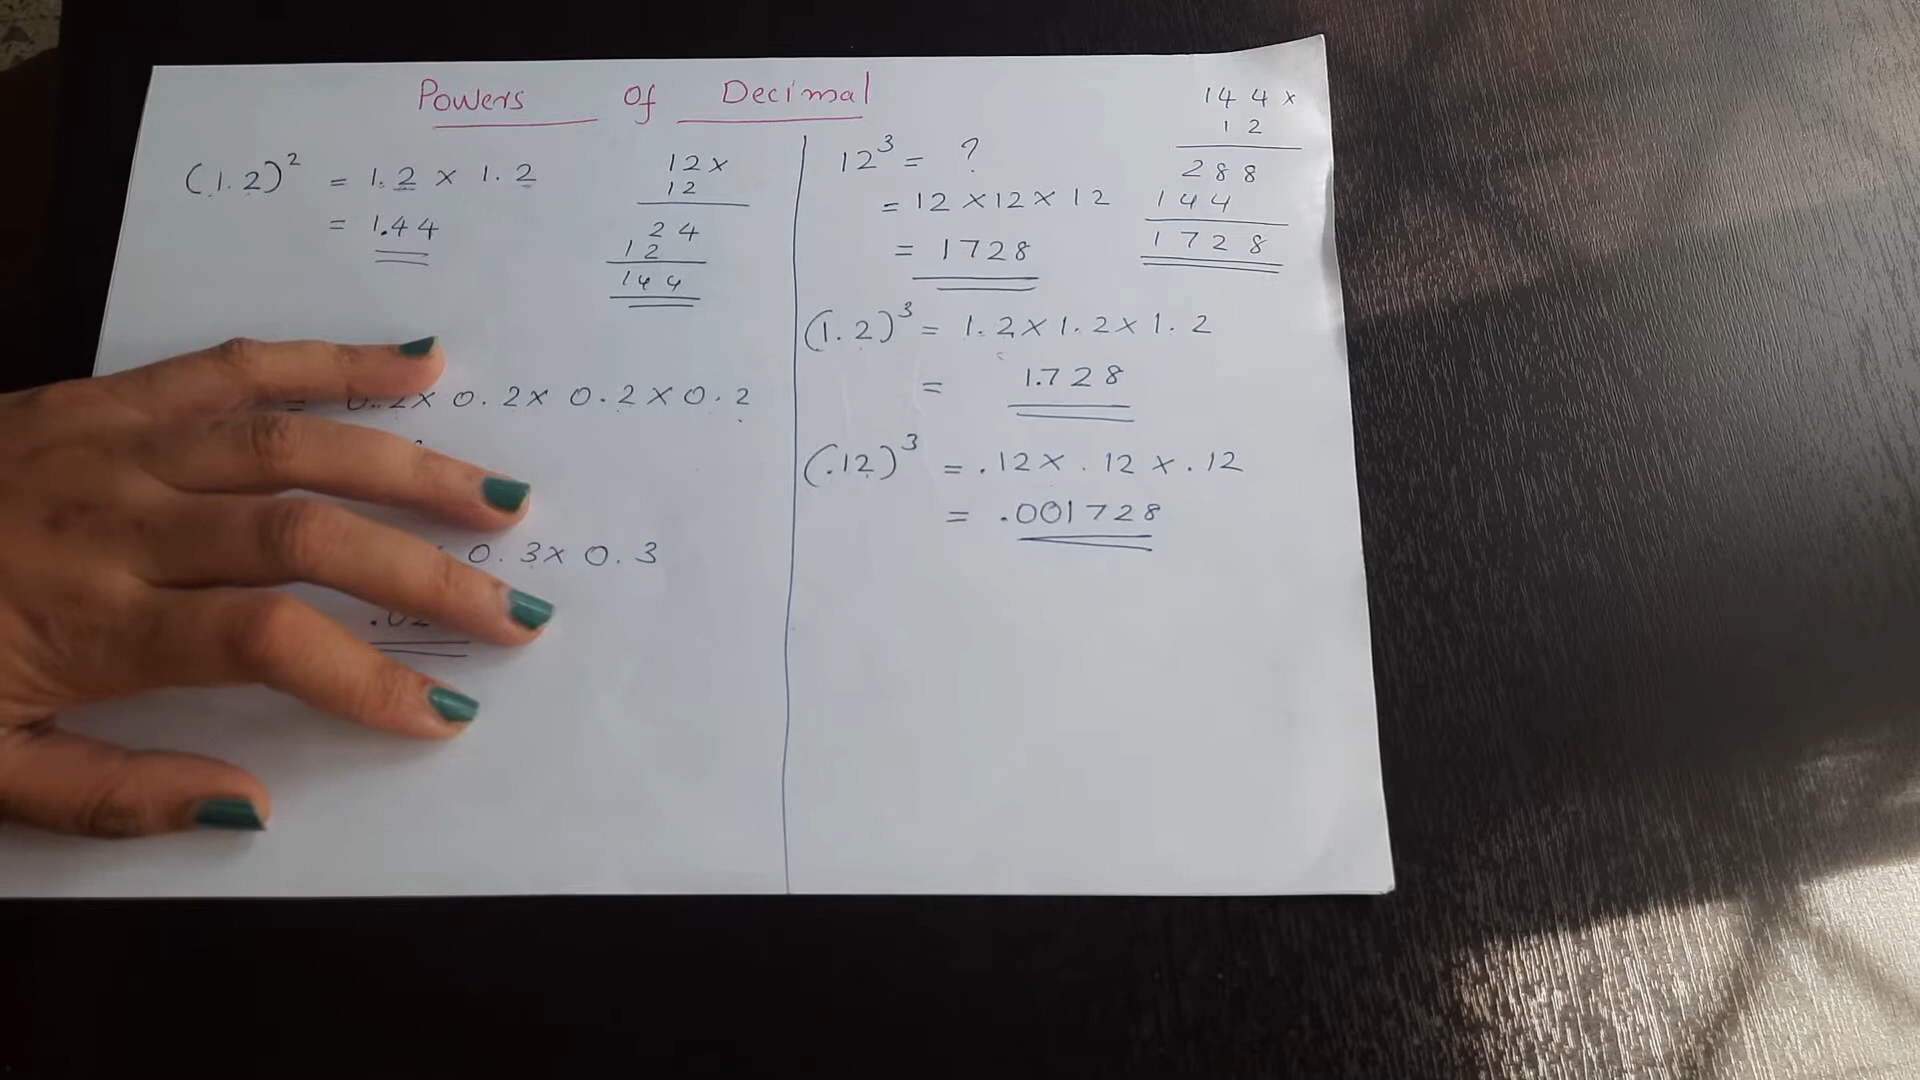 Powers of Decimal
(1.2)² = 1.2 × 1.2
= 1.44
12 ×
12
24
12
144
= 0.2 × 0.2 × 0.2 × 0.2
0.3 × 0.3
12³ = ?
= 12 × 12 × 12
= 1728
144 ×
12
288
144
1728
(1.2)³ = 1.2 × 1.2 × 1.2
= 1.728
(.12)³ = .12 × .12 × .12
= .001728